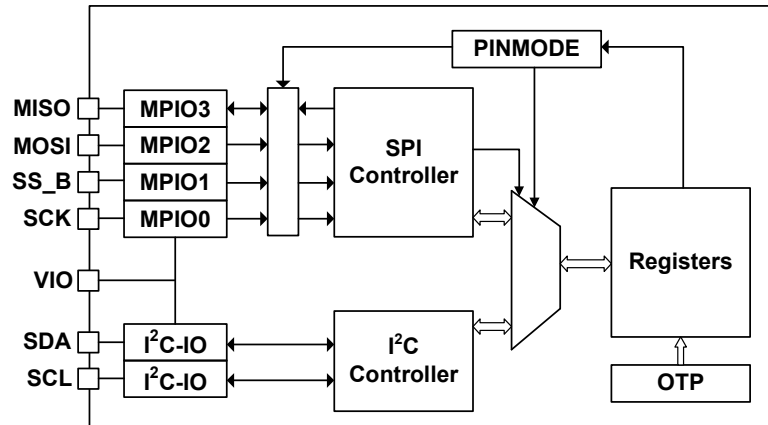 PINMODE
MISO
MPIO3
MOSI
MPIO2
SS_B
MPIO1
SCK
MPIO0
SPI
Controller
VIO
Registers
SDA
I²C-IO
SCL
I²C-IO
I²C
Controller
OTP